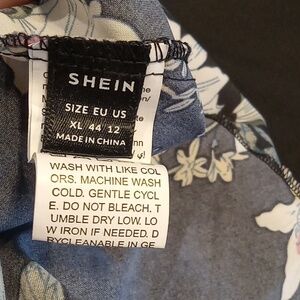 SHEIN
SIZE EU US
XL 44 12
MADE IN CHINA
WASH WITH LIKE COL
ORS. MACHINE WASH
COLD. GENTLE CYCL
E. DO NOT BLEACH. T
UMBLE DRY LOW. LO
W IRON IF NEEDED. D
RYCLEANABLE IN GE